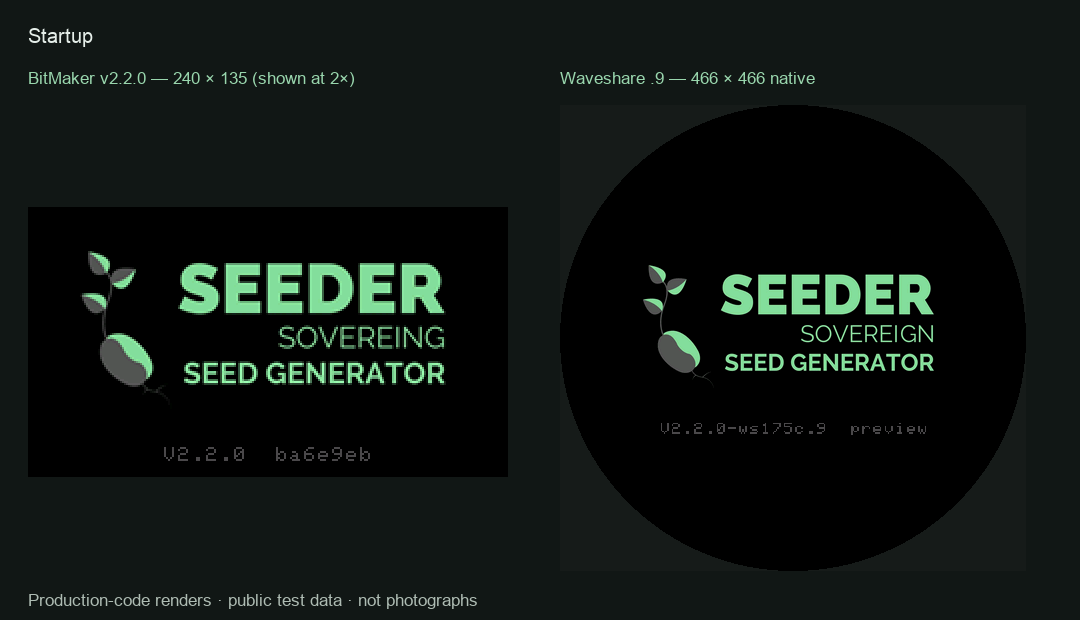 Startup
BitMaker v2.2.0 — 240 × 135 (shown at 2×)
Waveshare .9 — 466 × 466 native
SEEDER
SOVEREING
SEED GENERATOR
V2.2.0 ba6e9eb
SEEDER
SOVEREIGN
SEED GENERATOR
V2.2.0-ws175c.9 preview
Production-code renders · public test data · not photographs